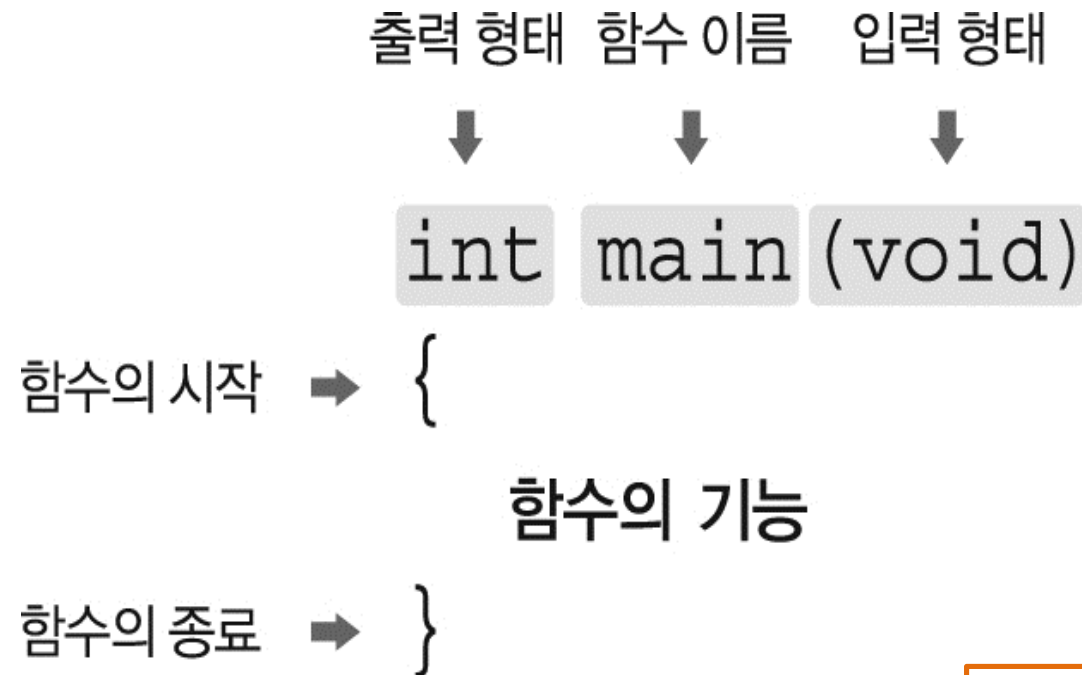 출력 형태 함수 이름 입력 형태
int main (void)
함수의 시작 {
함수의 기능
함수의 종료 }